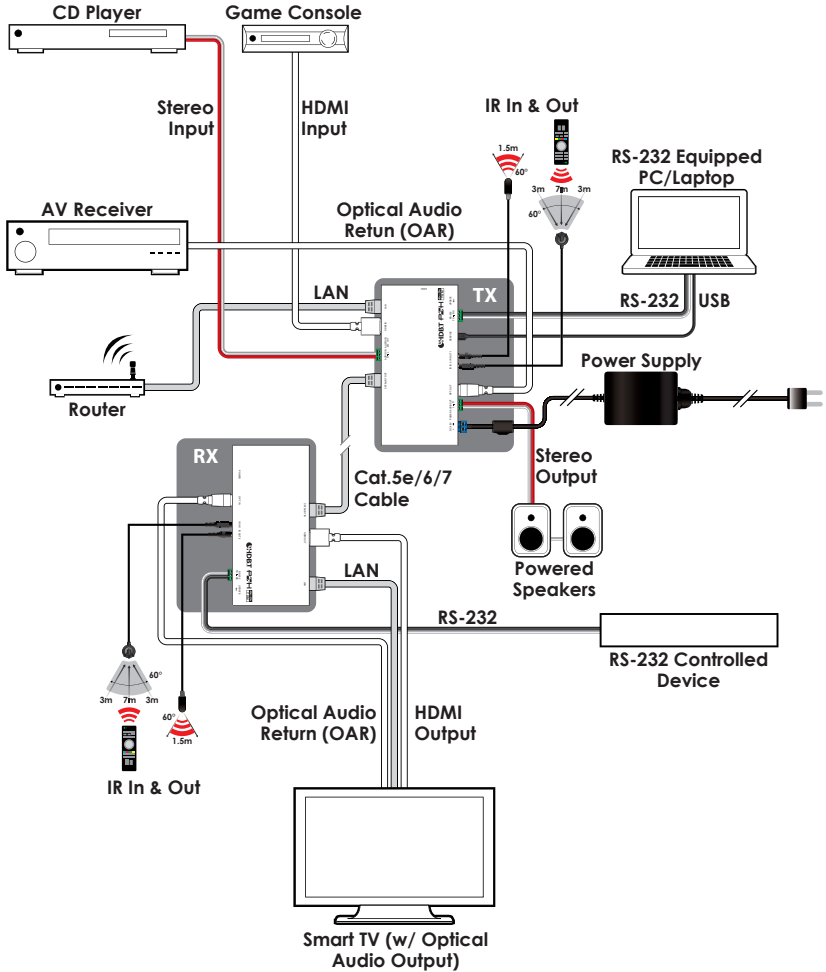 CD Player
Game Console
Stereo
Input
HDMI
Input
IR In & Out
1.5m
60°
3m 7m 3m
60°
RS-232 Equipped
PC/Laptop
AV Receiver
Optical Audio
Retun (OAR)
LAN
TX
RS-232
USB
Router
Power Supply
RX
Cat.5e/6/7
Cable
Stereo
Output
Powered
Speakers
LAN
RS-232
RS-232 Controlled
Device
60°
3m 7m 3m
60°
1.5m
IR In & Out
Optical Audio
Return (OAR)
HDMI
Output
Smart TV (w/ Optical
Audio Output)